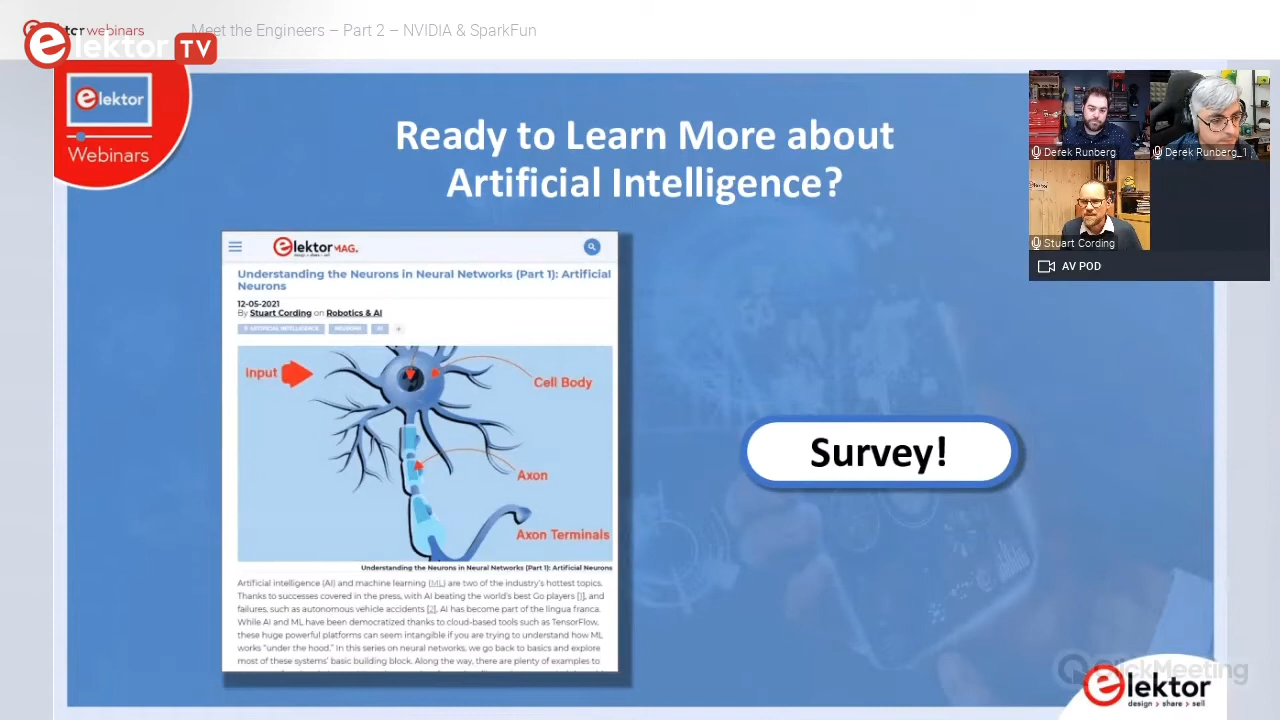 elektor webinars
Meet the Engineers – Part 2 – NVIDIA & SparkFun
elektor TV
elektor
Webinars
Ready to Learn More about
Artificial Intelligence?
Derek Runberg
Derek Runberg_1
Stuart Cording
AV POD
elektor MAG.
Understanding the Neurons in Neural Networks (Part 1): Artificial
Neurons
12-05-2021
By Stuart Cording on Robotics & AI
ARTIFICIAL INTELLIGENCE NEURONS
Input
Cell Body
Axon
Axon Terminals
Understanding the Neurons in Neural Networks (Part 1): Artificial Neurons
Artificial intelligence (AI) and machine learning (ML) are two of the industry's hottest topics.
Thanks to successes covered in the press, with AI beating the world's best Go players [1], and
failures, such as autonomous vehicle accidents [2], AI has become part of the lingua franca.
While AI and ML have been democratized thanks to cloud-based tools such as TensorFlow,
these huge powerful platforms can seem intangible if you are trying to understand how ML
works "under the hood." In this series on neural networks, we go back to basics and explore
most of these systems' basic building block. Along the way, there are plenty of examples to
Survey!
ClickMeeting
elektor
design > share > sell